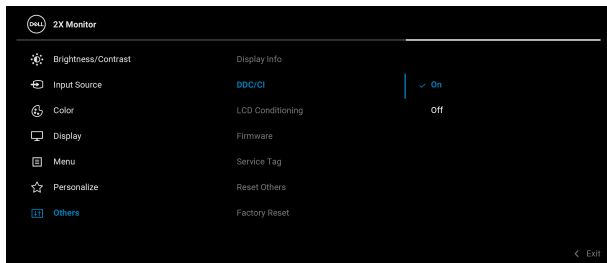 DELL 2X Monitor
Brightness/Contrast Display Info
Input Source DDC/CI ✓ On
Color LCD Conditioning Off
Display Firmware
Menu Service Tag
Personalize Reset Others
Others Factory Reset
Exit